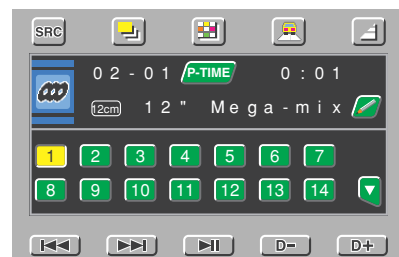 SRC
02-01 P-TIME 0:01
12cm 12" Mega-mix
1 2 3 4 5 6 7
8 9 10 11 12 13 14
D- D+